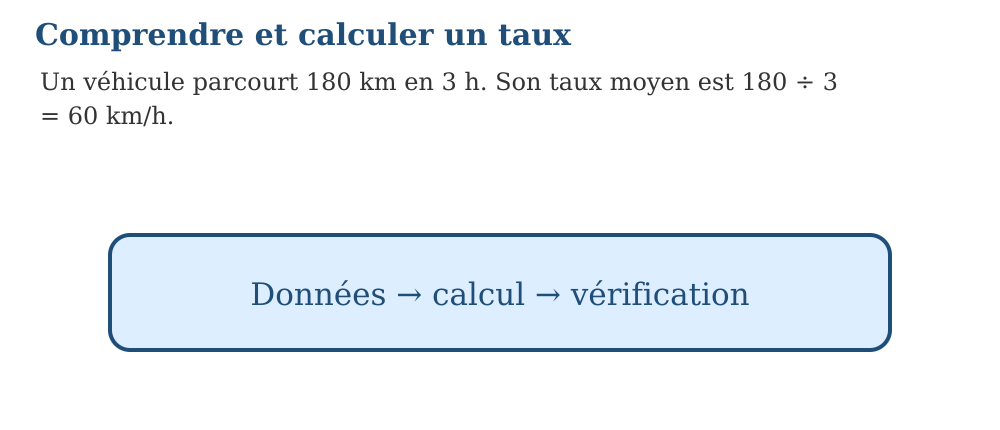 Comprendre et calculer un taux
Un véhicule parcourt 180 km en 3 h. Son taux moyen est 180 ÷ 3
= 60 km/h.
Données → calcul → vérification